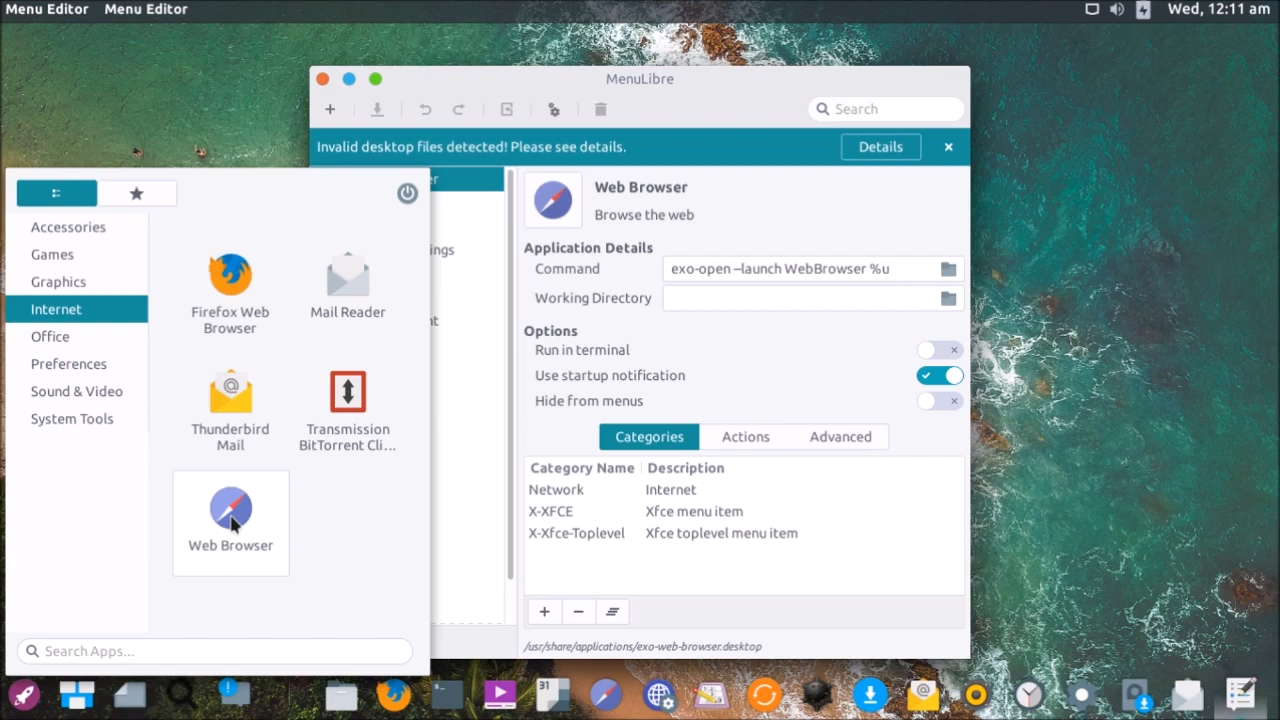 Menu Editor Menu Editor
Wed, 12:11 am
MenuLibre
Search
Invalid desktop files detected! Please see details.
Details
Accessories
Games
Graphics
Internet
Office
Preferences
Sound & Video
System Tools
Firefox Web
Browser
Mail Reader
Thunderbird
Mail
Transmission
BitTorrent Cli...
Web Browser
Search Apps...
er
ings
nt
Web Browser
Browse the web
Application Details
Command
exo-open --launch WebBrowser %u
Working Directory
Options
Run in terminal
Use startup notification
Hide from menus
Categories
Actions
Advanced
Category Name Description
Network Internet
X-XFCE Xfce menu item
X-Xfce-Toplevel Xfce toplevel menu item
/usr/share/applications/exo-web-browser.desktop
31